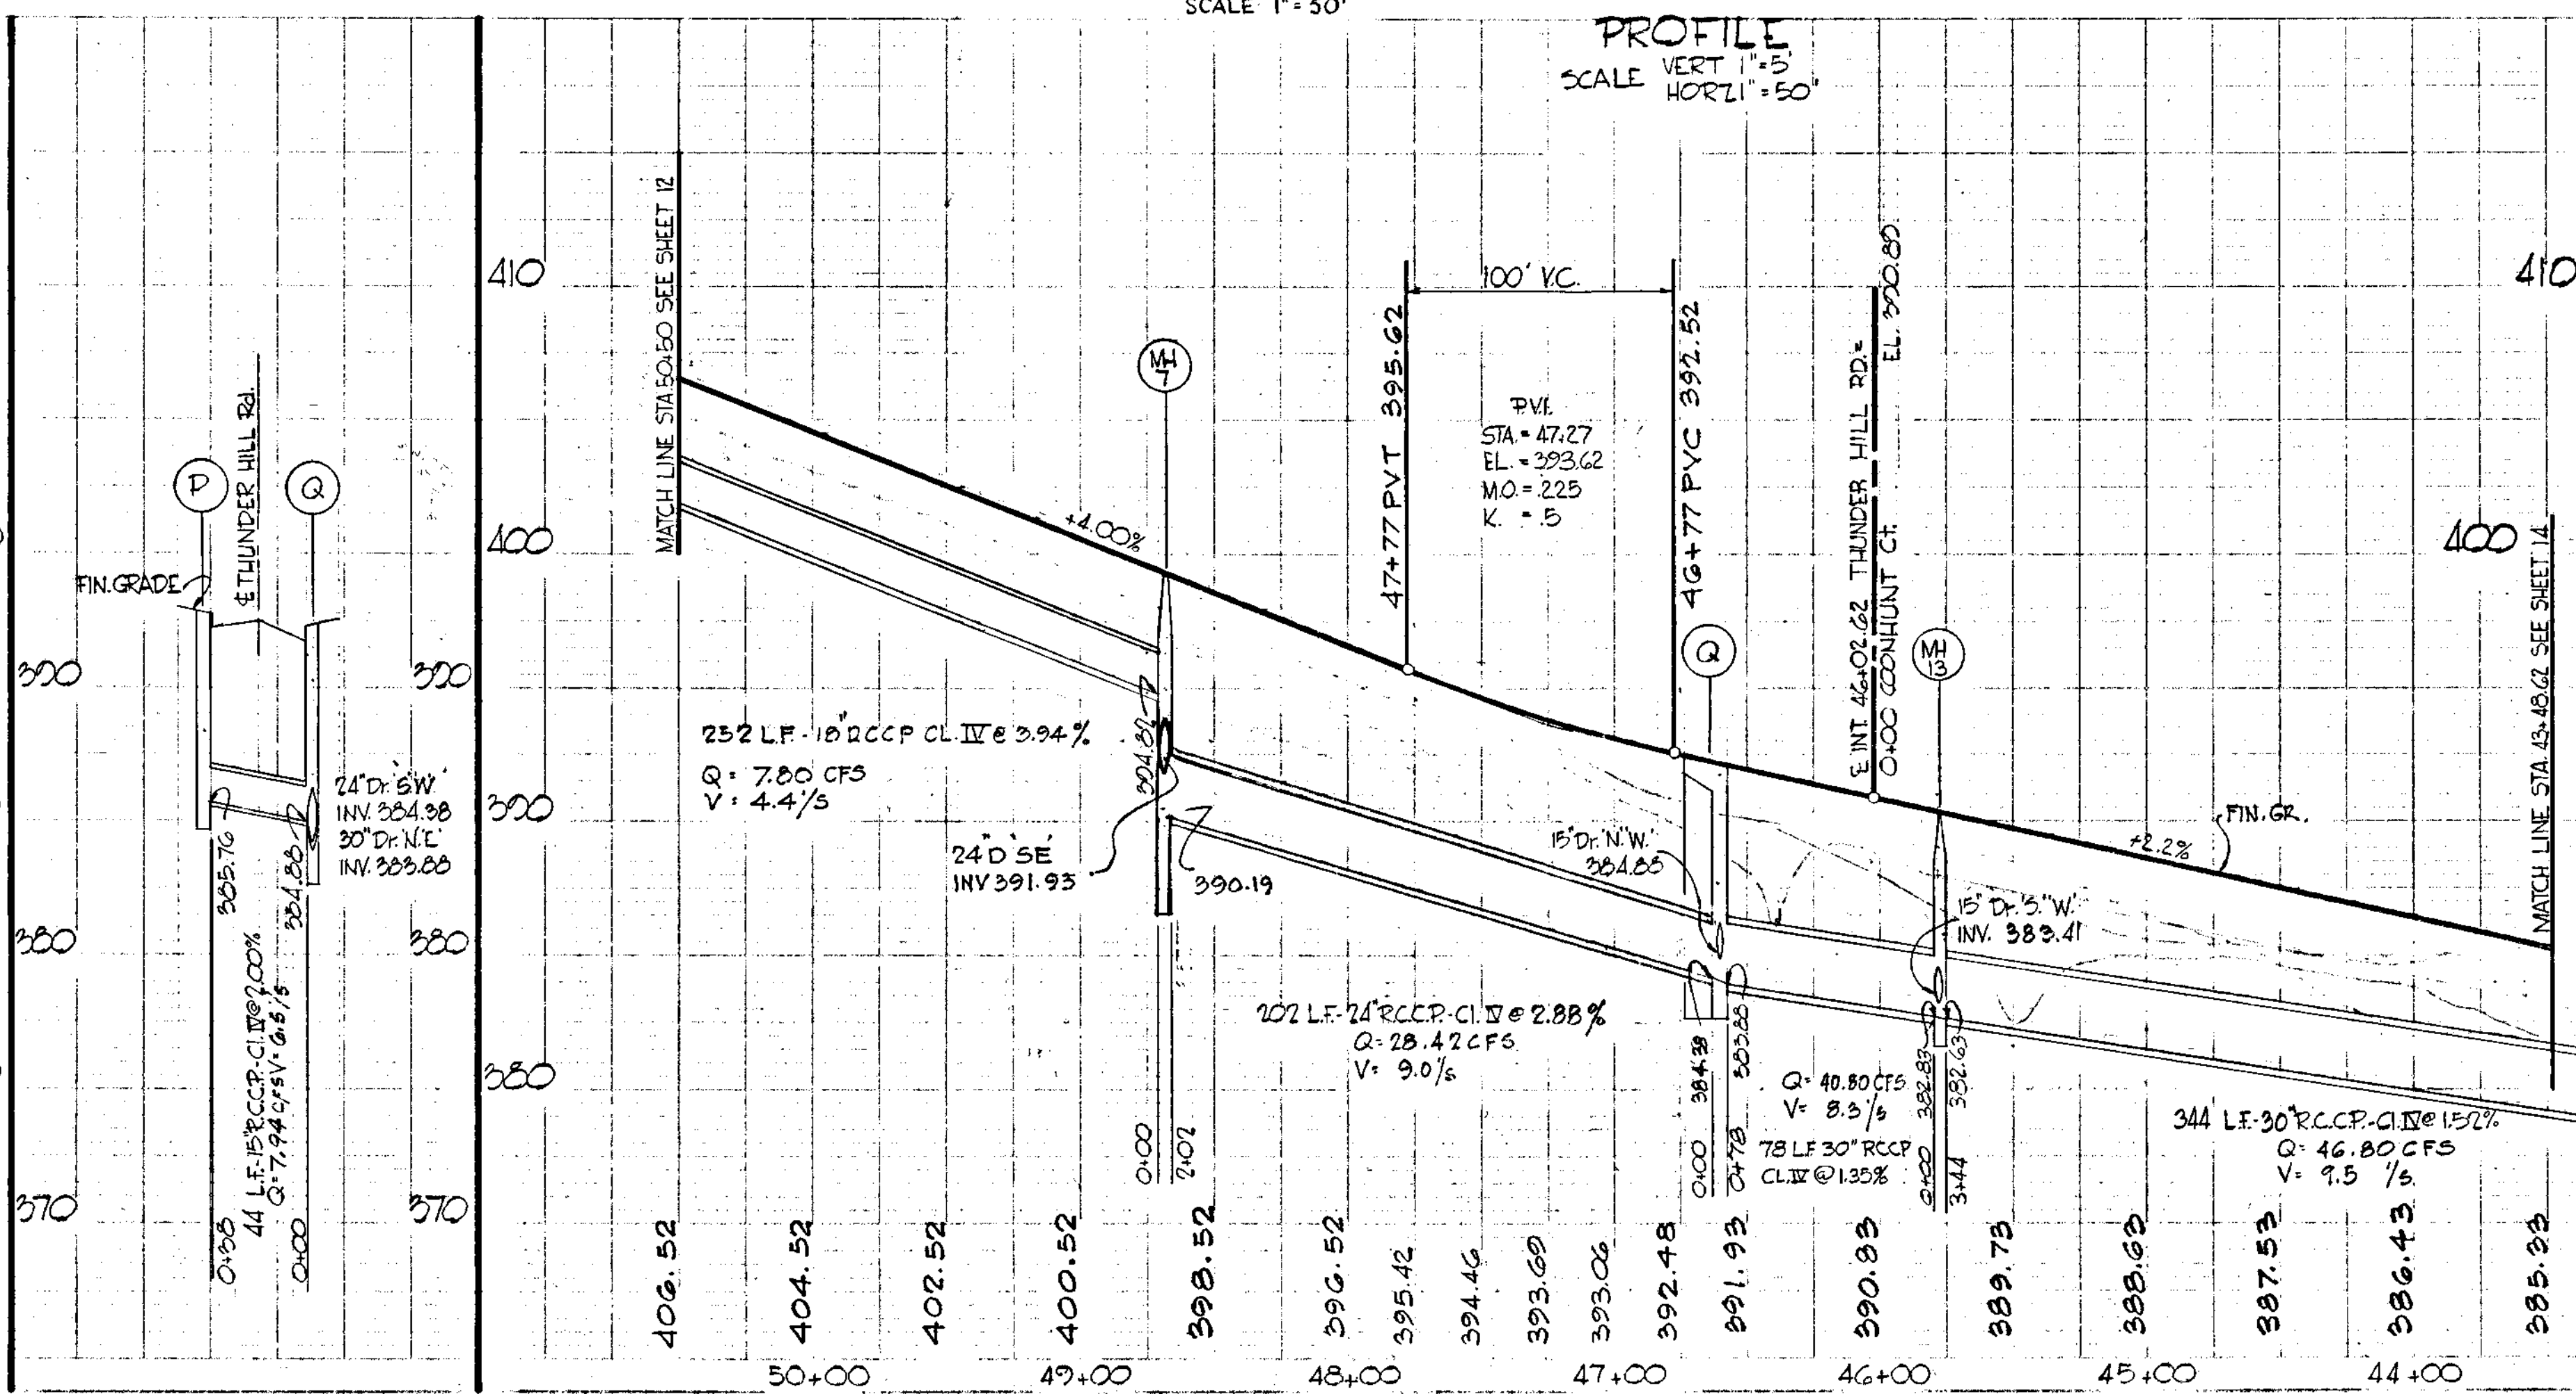 SCALE 1" = 50'
PROFILE
SCALE VERT 1"=5'
HORZ 1"=50'
P
Q
℄ THUNDER HILL Rd.
FIN. GRADE
390
380
370
390
380
370
24" Dr. 'S.W.'
INV. 384.38
30" Dr. 'N.E.'
INV. 383.88
385.76
384.88
44 L.F.-15" R.C.C.P.-Cl. IV @ 2.00%
Q=7.94 CFS V=6.5'/s
0+38
0+00
410
400
390
380
MATCH LINE STA. 50+50 SEE SHEET 12
+4.00%
MH
7
252 L.F.-18" RCCP CL. IV @ 3.94%
Q= 7.80 CFS
V= 4.4'/s
394.82
24" D 'SE'
INV 391.93
390.19
0+00
2+02
100' V.C.
47+77 PVT 395.62
46+77 PVC 392.52
P.V.I.
STA. = 47+27
EL. = 393.62
M.O. = .225
K. = .5
202 L.F.-24" R.C.C.P.-Cl. IV @ 2.88%
Q= 28.42 CFS
V= 9.0'/s
Q
15" Dr. 'N.W.'
384.88
384.38
383.88
0+00
0+78
℄ INT. 46+02.62 THUNDER HILL RD.=
0+00 CONHUNT Ct.
EL. 390.89
MH
13
15" Dr. 'S.W.'
INV. 383.41
Q= 40.80 CFS
V= 8.3'/s
78 LF 30" RCCP
CL. IV @ 1.35%
382.83
382.63
0+00
3+44
+2.2%
FIN. GR.
344 L.F.-30" R.C.C.P.-Cl. IV @ 1.52%
Q= 46.80 CFS
V= 9.5 '/s.
410
400
MATCH LINE STA. 43+48.62 SEE SHEET 14
406.52
404.52
402.52
400.52
398.52
396.52
395.42
394.46
393.69
393.06
392.48
391.93
390.83
389.73
388.63
387.53
386.43
385.33
50+00
49+00
48+00
47+00
46+00
45+00
44+00